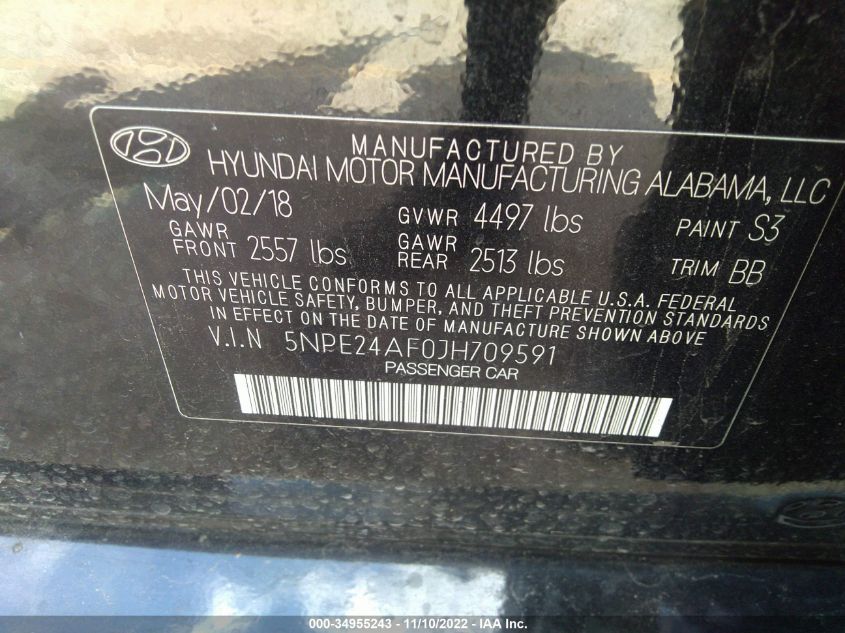 MANUFACTURED BY
HYUNDAI MOTOR MANUFACTURING ALABAMA, LLC
May/02/18 GVWR 4497 lbs PAINT S3
GAWR FRONT 2557 lbs GAWR REAR 2513 lbs TRIM BB
THIS VEHICLE CONFORMS TO ALL APPLICABLE U.S.A. FEDERAL
MOTOR VEHICLE SAFETY, BUMPER, AND THEFT PREVENTION STANDARDS
IN EFFECT ON THE DATE OF MANUFACTURE SHOWN ABOVE
V.I.N 5NPE24AF0JH709591
PASSENGER CAR
000-34955243 - 11/10/2022 - IAA Inc.